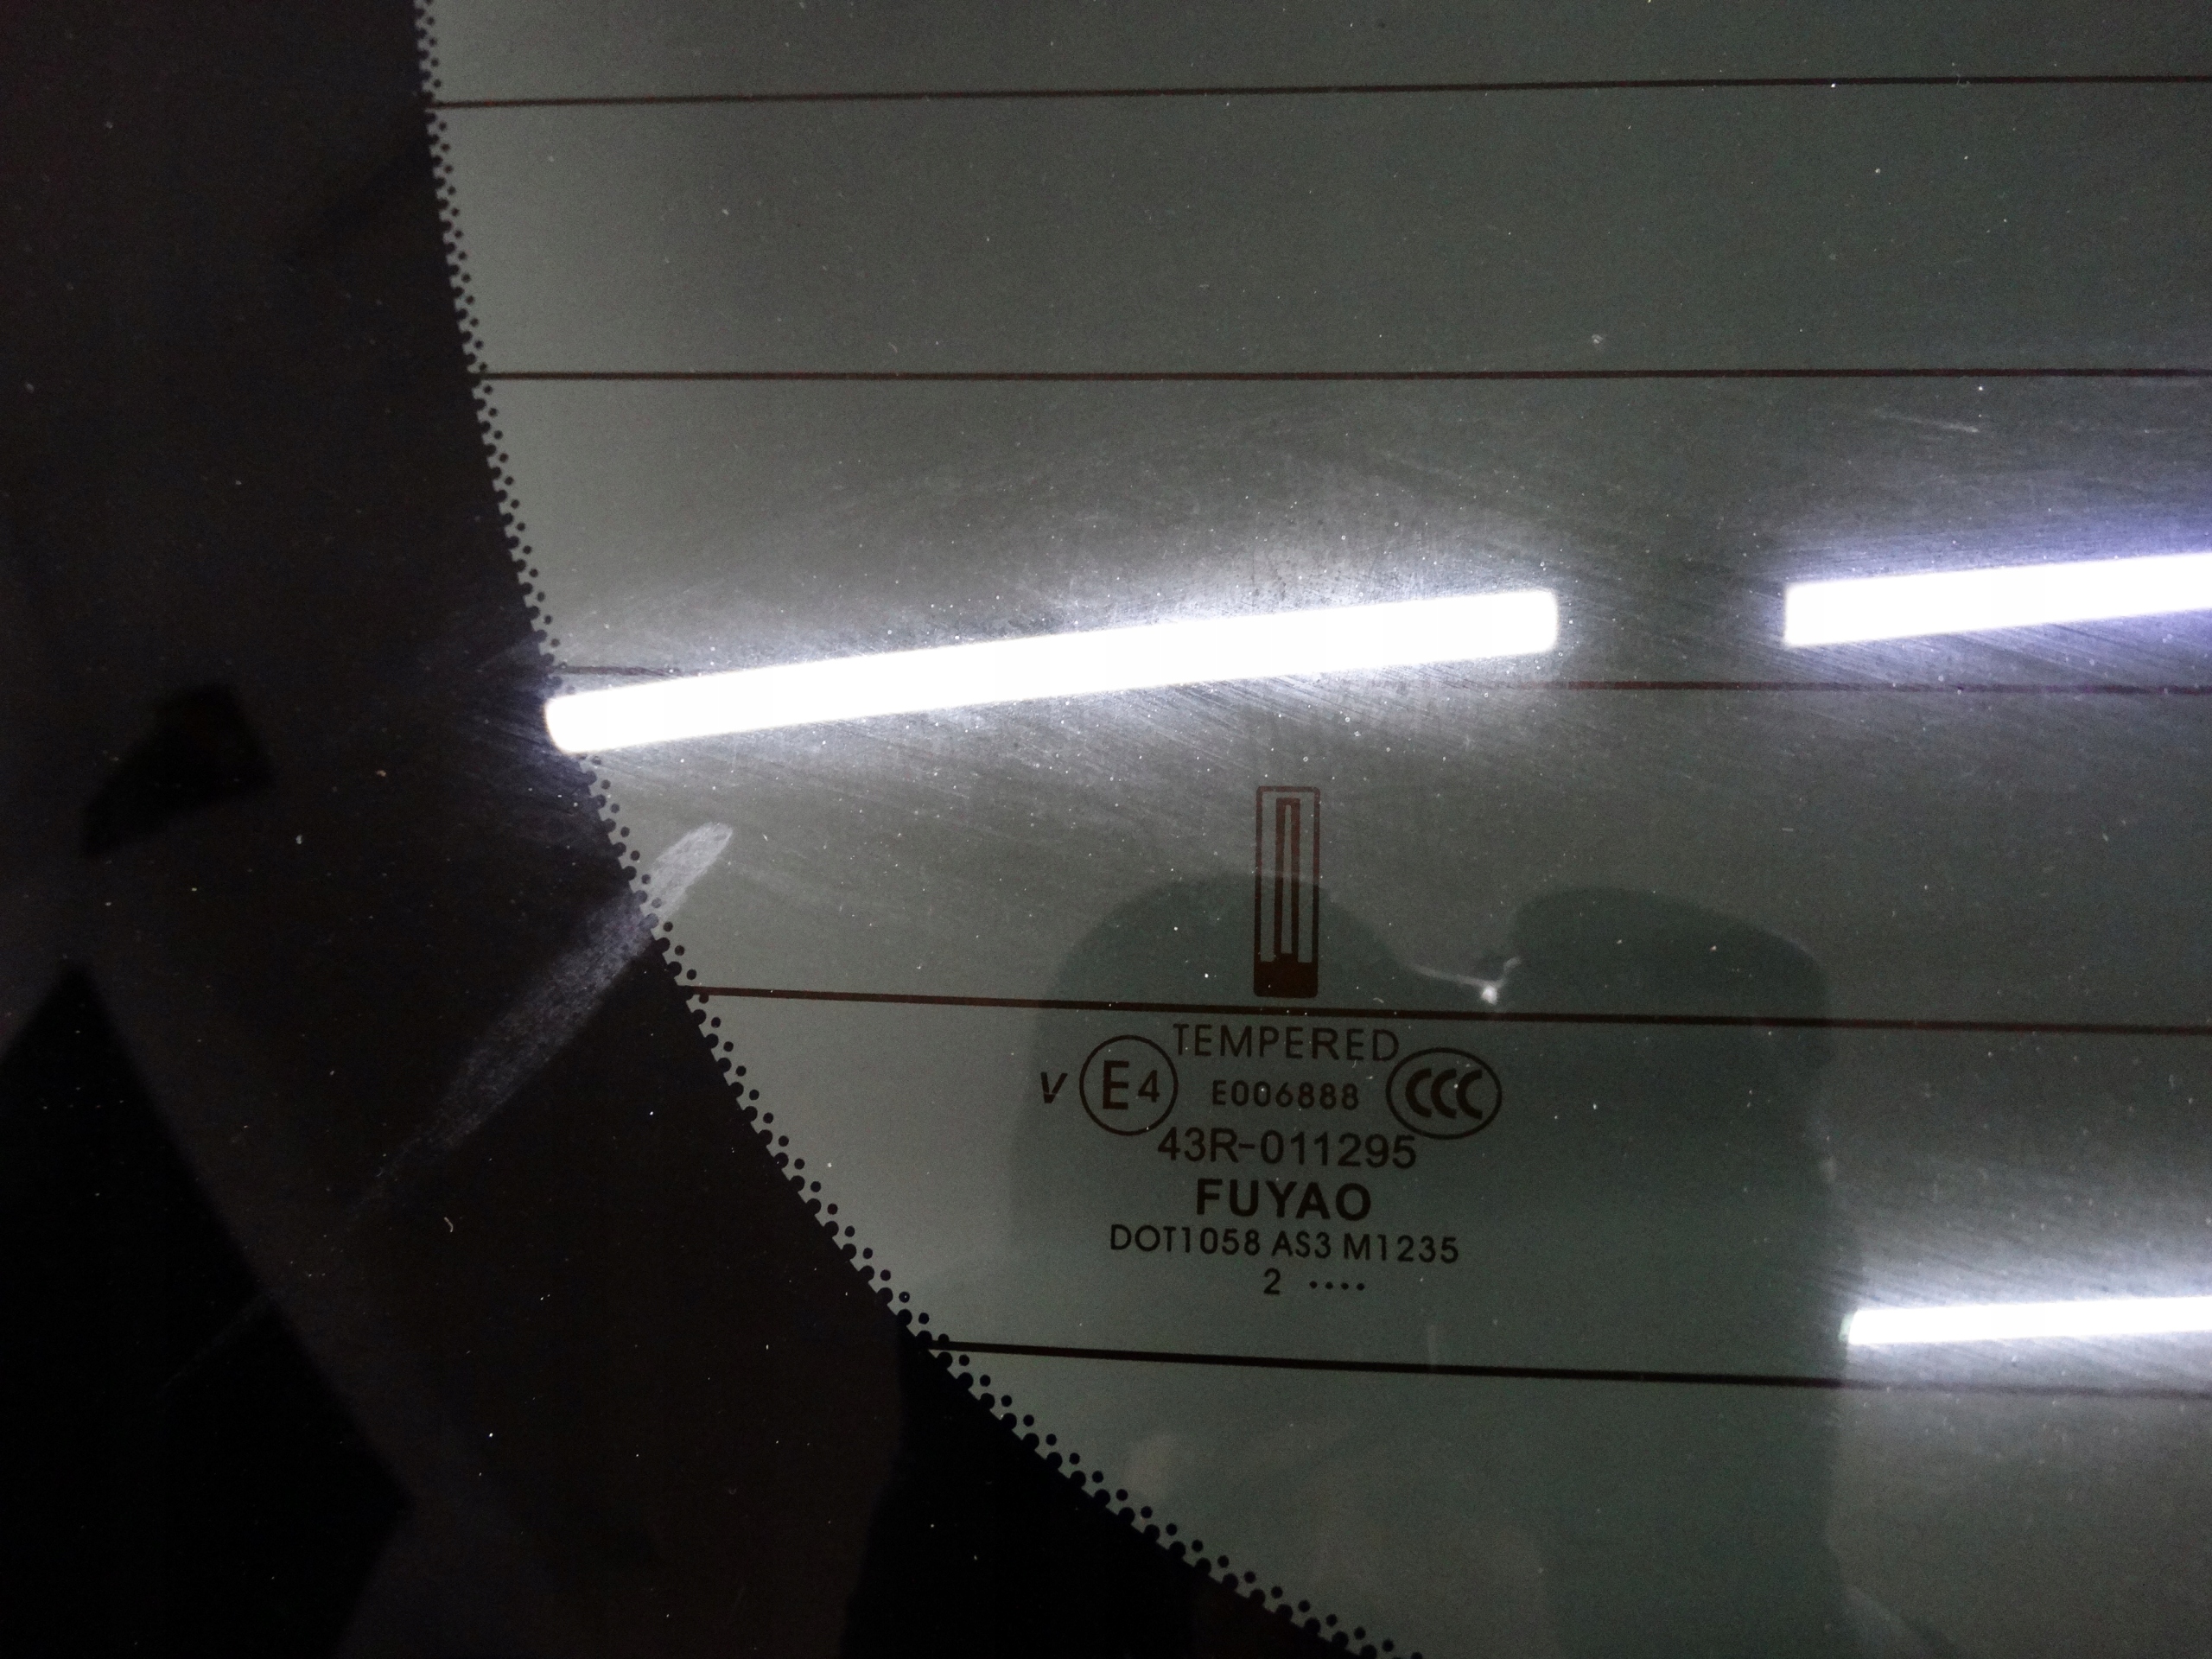 TEMPERED
V E4 E006888 CCC
43R-011295
FUYAO
DOT1058 AS3 M1235
2 ....